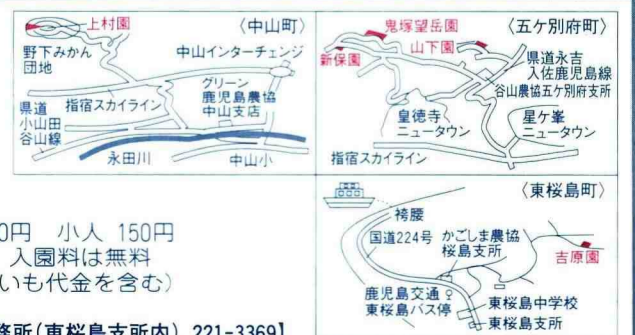 〈中山町〉
上村園
野下みかん
団地
中山インターチェンジ
グリーン
鹿児島農協
中山支店
指宿スカイライン
県道
小山田
谷山線
永田川
中山小
〈五ケ別府町〉
鬼塚望岳園
山下園
新保園
県道永吉
入佐鹿児島線
谷山農協五ケ別府支所
皇徳寺
ニュータウン
星ケ峯
ニュータウン
指宿スカイライン
〈東桜島町〉
袴腰
国道224号
かごしま農協
桜島支所
吉原園
鹿児島交通
東桜島バス停
東桜島中学校
東桜島支所
0円 小人 150円
入園料は無料
いも代金を含む)
務所(東桜島支所内) 221-3369】